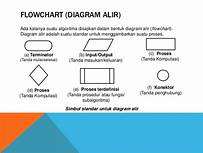 FLOWCHART (DIAGRAM ALIR)
Ada kalanya suatu algoritma disajikan dalam bentuk diagram alir (flowchart).
Diagram alir adalah suatu standar untuk menggambarkan suatu proses.
(a) Terminator
(Tanda mulai/selesai)
(b) Input/Output
(Tanda masukan/keluaran)
(c) Proses
(Tanda Komputasi)
(d) Proses
(Tanda Komputasi)
(d) Proses terdefinisi
(Tanda prosedur atau fungsi/
subalgoritma)
(f) Konektor
(Tanda penghubung)
Simbol standar untuk diagram alir